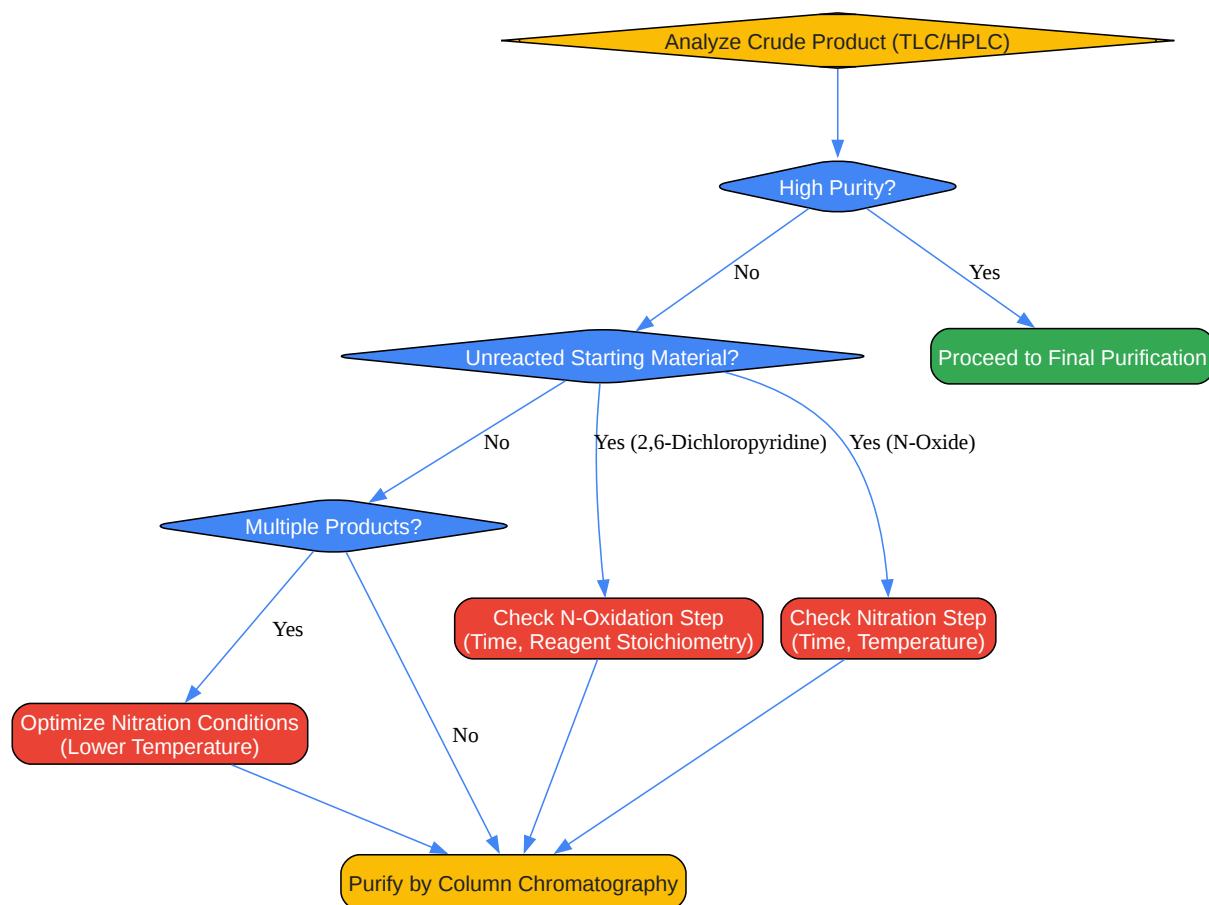 Analyze Crude Product (TLC/HPLC)
High Purity?
No
Yes
Unreacted Starting Material?
Proceed to Final Purification
No
Yes (2,6-Dichloropyridine)
Yes (N-Oxide)
Multiple Products?
Check N-Oxidation Step
(Time, Reagent Stoichiometry)
Check Nitration Step
(Time, Temperature)
Yes
Optimize Nitration Conditions
(Lower Temperature)
No
Purify by Column Chromatography